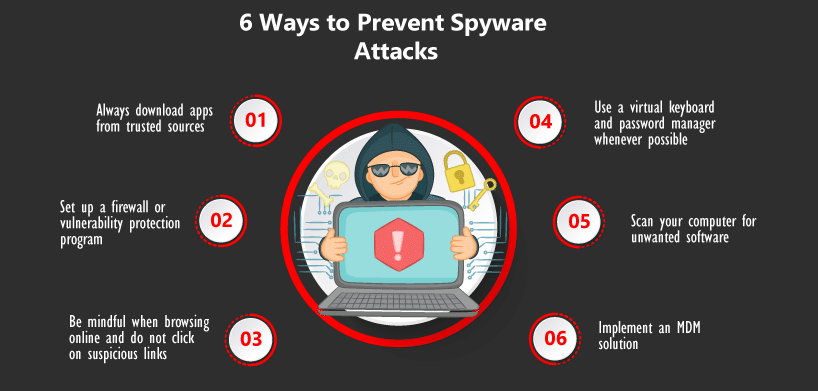 6 Ways to Prevent Spyware
Attacks
01
Always download apps
from trusted sources
02
Set up a firewall or
vulnerability protection
program
03
Be mindful when browsing
online and do not click
on suspicious links
04
Use a virtual keyboard
and password manager
whenever possible
05
Scan your computer for
unwanted software
06
Implement an MDM
solution